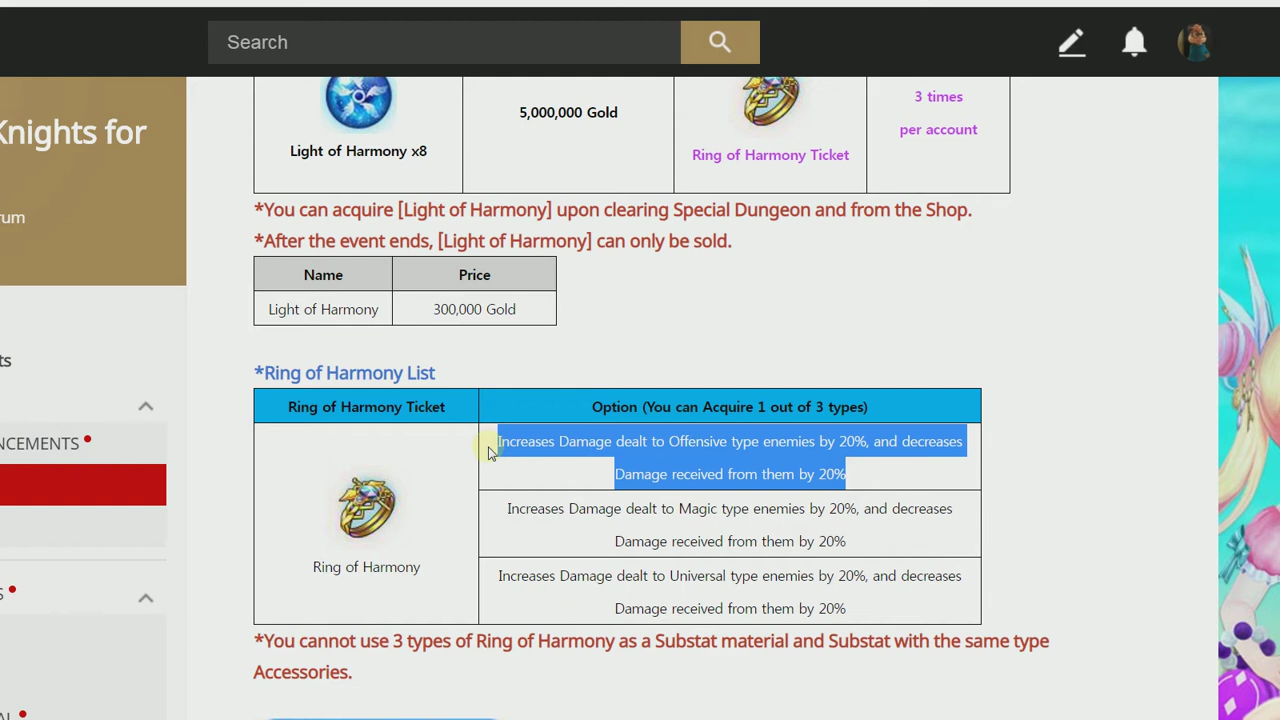 Search
Knights for
rum
ts
NCEMENTS
S
AL
Light of Harmony x8
5,000,000 Gold
Ring of Harmony Ticket
3 times
per account
*You can acquire [Light of Harmony] upon clearing Special Dungeon and from the Shop.
*After the event ends, [Light of Harmony] can only be sold.
Name Price
Light of Harmony 300,000 Gold
*Ring of Harmony List
Ring of Harmony Ticket Option (You can Acquire 1 out of 3 types)
Ring of Harmony
Increases Damage dealt to Offensive type enemies by 20%, and decreases
Damage received from them by 20%
Increases Damage dealt to Magic type enemies by 20%, and decreases
Damage received from them by 20%
Increases Damage dealt to Universal type enemies by 20%, and decreases
Damage received from them by 20%
*You cannot use 3 types of Ring of Harmony as a Substat material and Substat with the same type
Accessories.